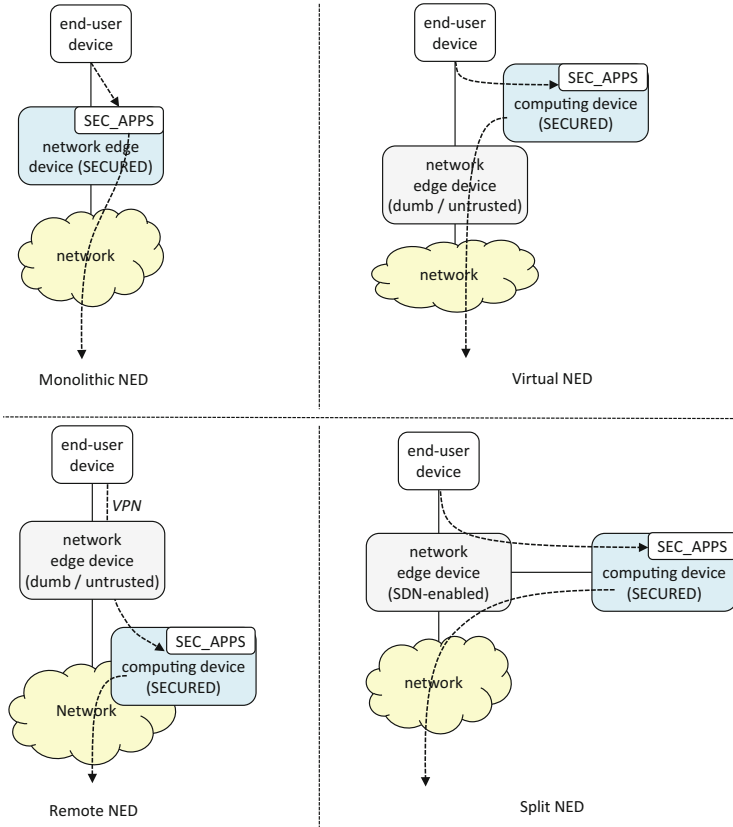 end-user
device
SEC_APPS
network edge
device (SECURED)
network
Monolithic NED
end-user
device
SEC_APPS
computing device
(SECURED)
network
edge device
(dumb / untrusted)
network
Virtual NED
end-user
device
VPN
network
edge device
(dumb / untrusted)
SEC_APPS
computing device
(SECURED)
Network
Remote NED
end-user
device
network
edge device
(SDN-enabled)
SEC_APPS
computing device
(SECURED)
network
Split NED